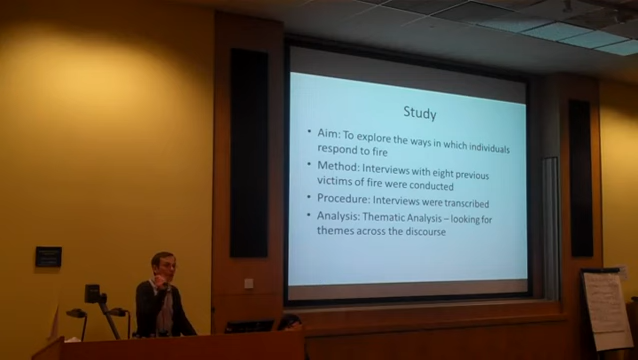 Study
• Aim: To explore the ways in which individuals
respond to fire
• Method: Interviews with eight previous
victims of fire were conducted
• Procedure: Interviews were transcribed
• Analysis: Thematic Analysis – looking for
themes across the discourse